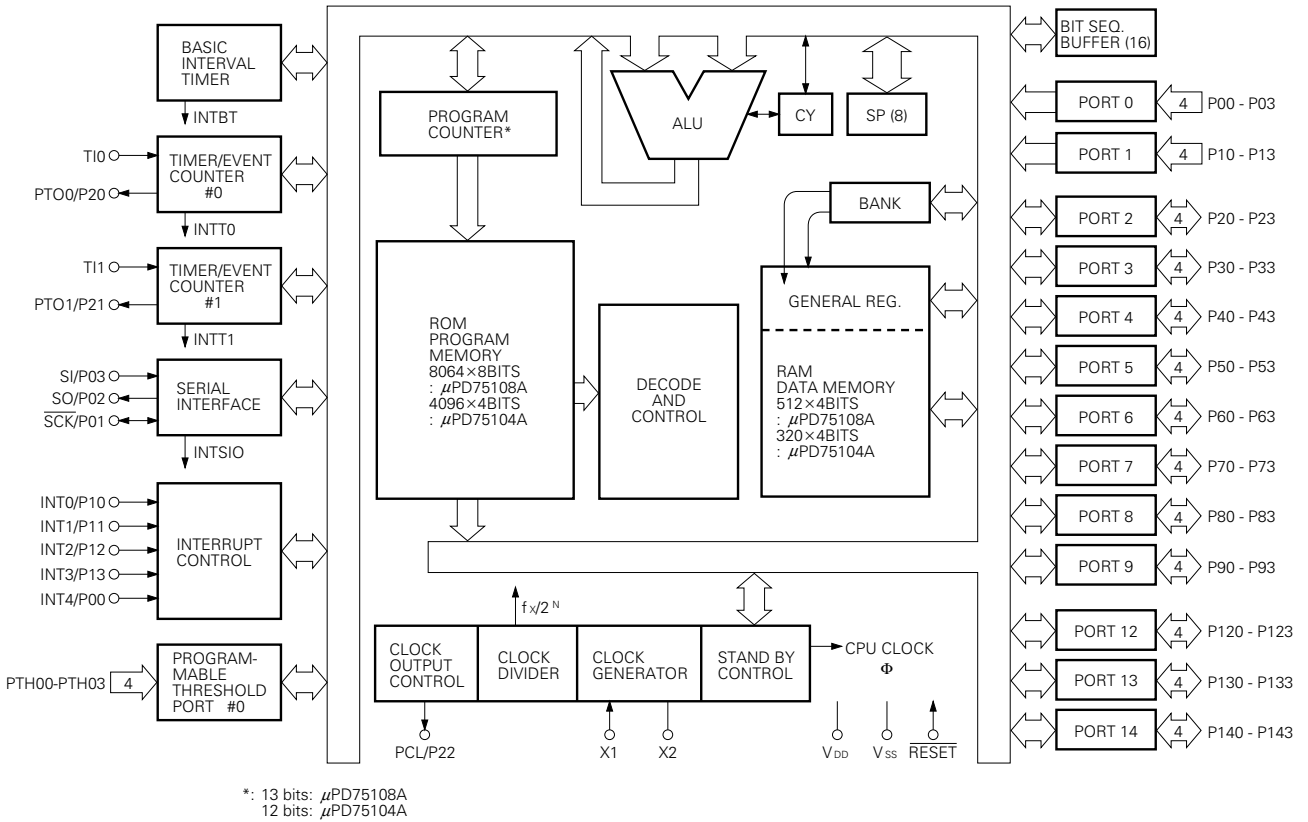 BASIC
INTERVAL
TIMER
INTBT
TI0
PTO0/P20
TIMER/EVENT
COUNTER
#0
INTT0
TI1
PTO1/P21
TIMER/EVENT
COUNTER
#1
INTT1
SI/P03
SO/P02
SCK/P01
SERIAL
INTERFACE
INTSIO
INT0/P10
INT1/P11
INT2/P12
INT3/P13
INT4/P00
INTERRUPT
CONTROL
PTH00-PTH03
4
PROGRAM-
MABLE
THRESHOLD
PORT #0
PROGRAM
COUNTER*
ALU
CY
SP (8)
BANK
ROM
PROGRAM
MEMORY
8064×8BITS
: μPD75108A
4096×4BITS
: μPD75104A
DECODE
AND
CONTROL
GENERAL REG.
RAM
DATA MEMORY
512×4BITS
: μPD75108A
320×4BITS
: μPD75104A
fx/2 N
CLOCK
OUTPUT
CONTROL
CLOCK
DIVIDER
CLOCK
GENERATOR
STAND BY
CONTROL
CPU CLOCK
Φ
PCL/P22
X1
X2
VDD
VSS
RESET
BIT SEQ.
BUFFER (16)
PORT 0
4
P00 - P03
PORT 1
4
P10 - P13
PORT 2
4
P20 - P23
PORT 3
4
P30 - P33
PORT 4
4
P40 - P43
PORT 5
4
P50 - P53
PORT 6
4
P60 - P63
PORT 7
4
P70 - P73
PORT 8
4
P80 - P83
PORT 9
4
P90 - P93
PORT 12
4
P120 - P123
PORT 13
4
P130 - P133
PORT 14
4
P140 - P143
*: 13 bits: μPD75108A
12 bits: μPD75104A